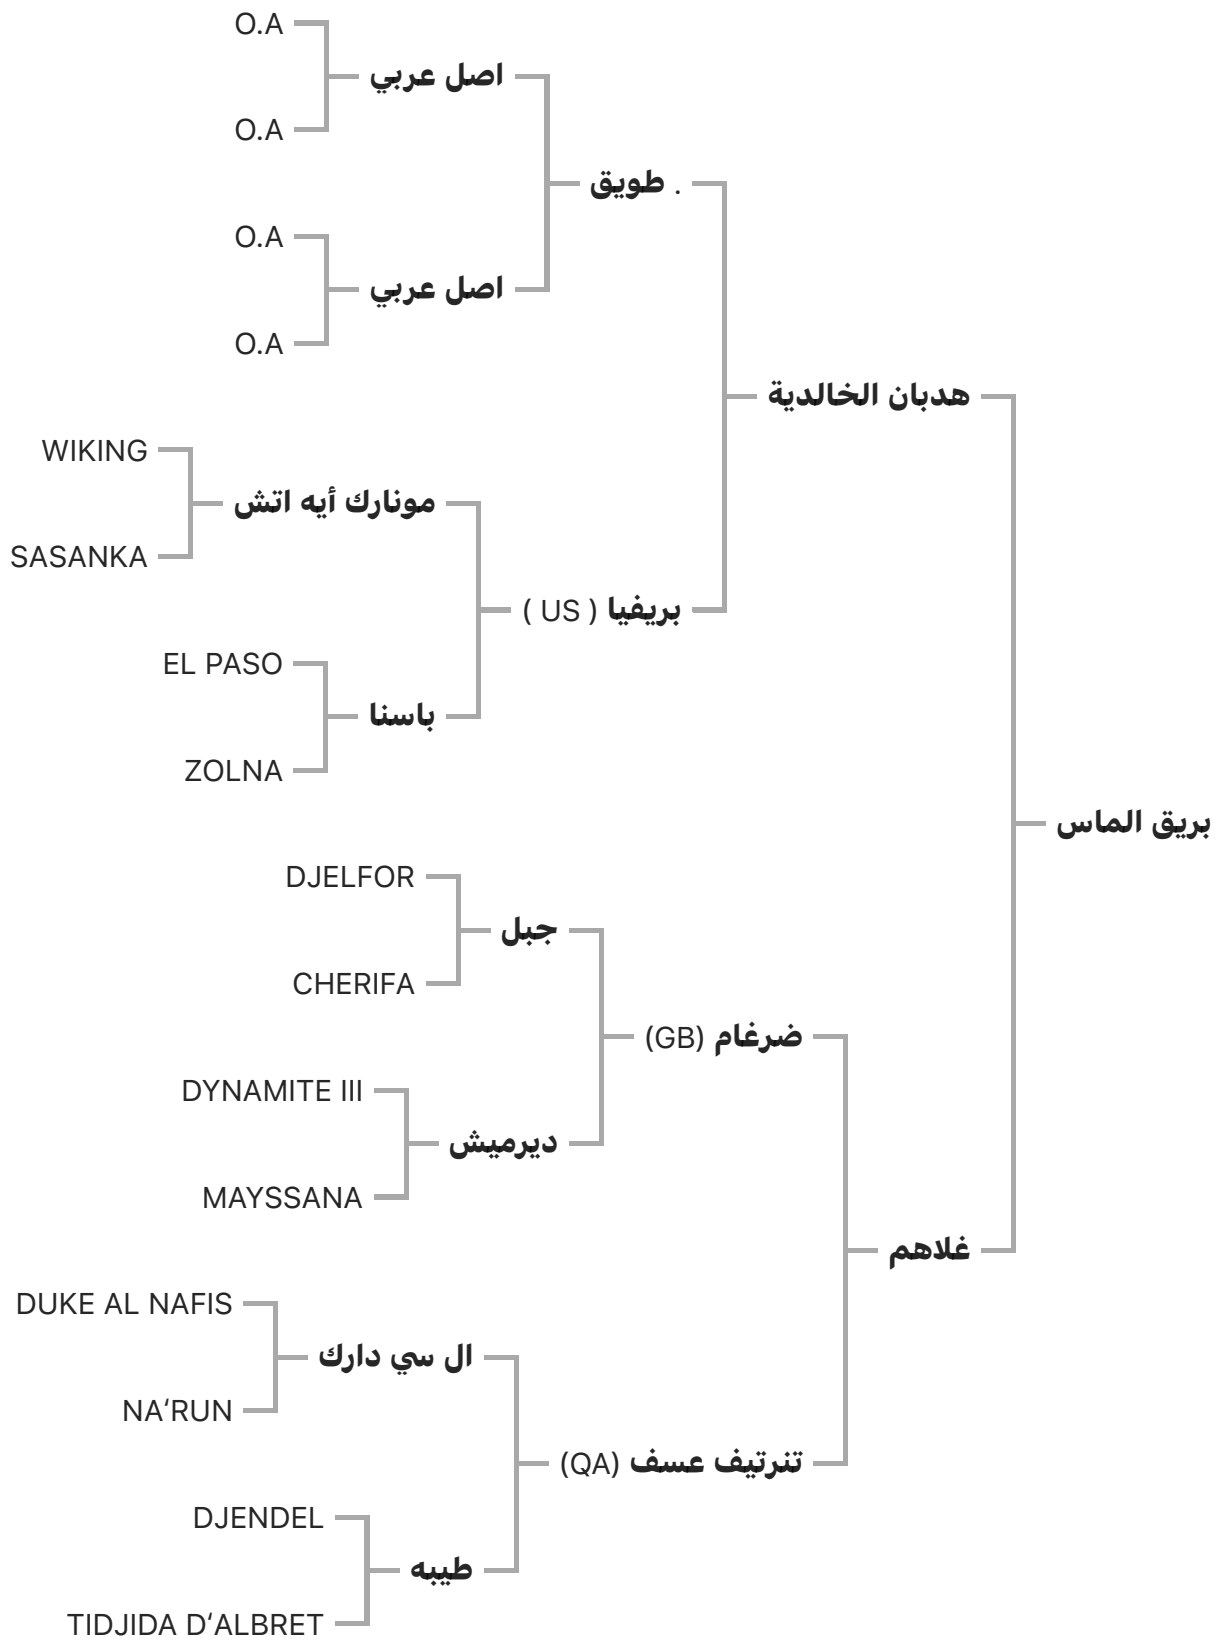 O.A
اصل عربي
O.A
. طويق
O.A
اصل عربي
O.A
هدبان الخالدية
WIKING
مونارك أيه اتش
SASANKA
بريفيا ( US )
EL PASO
باسنا
ZOLNA
بريق الماس
DJELFOR
جبل
CHERIFA
ضرغام (GB)
DYNAMITE III
ديرميش
MAYSSANA
غلاهم
DUKE AL NAFIS
ال سي دارك
NA'RUN
تنرتيف عسف (QA)
DJENDEL
طيبه
TIDJIDA D'ALBRET